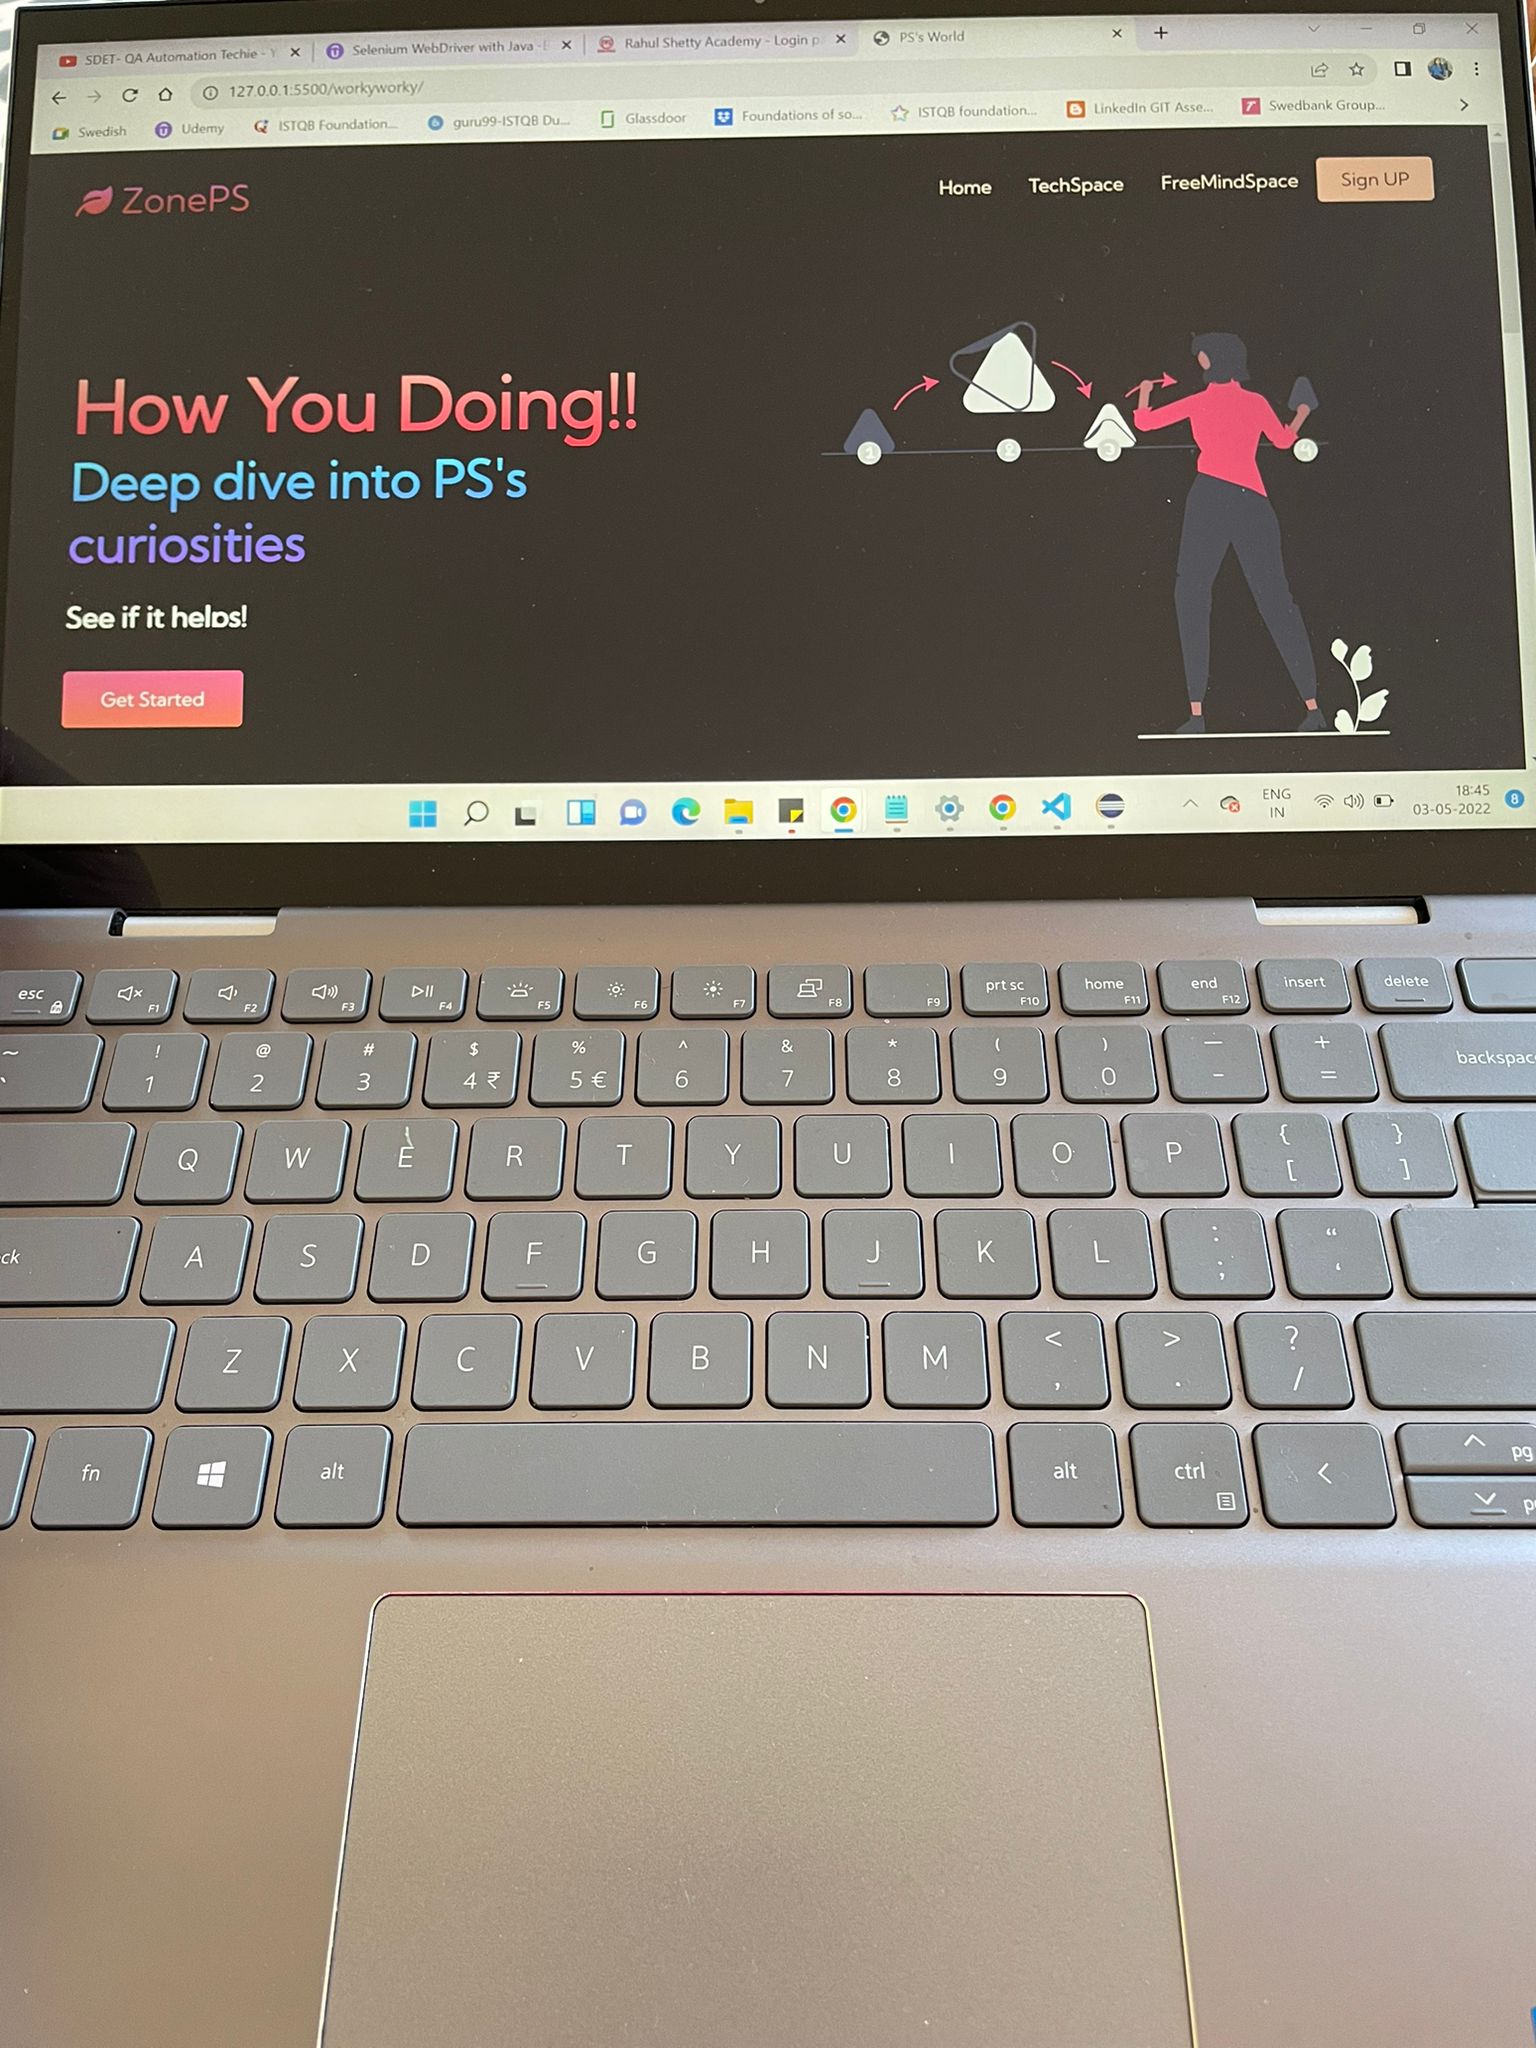 SDET- QA Automation Techie - Y
Selenium WebDriver with Java -
Rahul Shetty Academy - Login p
PS's World
127.0.0.1:5500/workyworky/
Swedish
Udemy
ISTQB Foundation...
guru99-ISTQB Du...
Glassdoor
Foundations of so...
ISTQB foundation...
LinkedIn GIT Asse...
Swedbank Group...
ZonePS
Home
TechSpace
FreeMindSpace
Sign UP
How You Doing!!
Deep dive into PS's
curiosities
See if it helps!
Get Started
1
2
3
4
ENG
IN
18:45
03-05-2022
8
esc F1 F2 F3 F4 F5 F6 F7 F8 F9 prt sc F10 home F11 end F12 insert delete
~ ! @ # $ % ^ & * ( ) — +
` 1 2 3 4 ₹ 5 € 6 7 8 9 0 - = backspac
Q W E R T Y U I O P { [ } ]
ck A S D F G H J K L : ; “ ‘
Z X C V B N M < , > . ? /
fn alt alt ctrl < pg
p